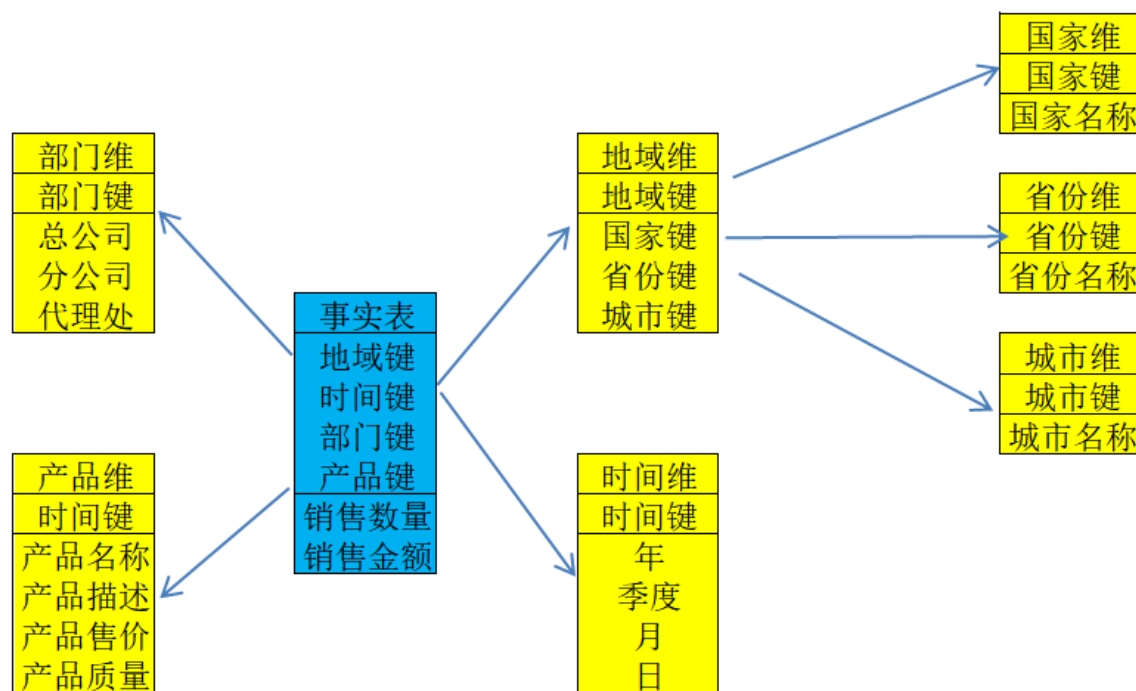 国家维
国家键
国家名称
部门维
部门键
总公司
分公司
代理处
地域维
地域键
国家键
省份键
城市键
省份维
省份键
省份名称
事实表
地域键
时间键
部门键
产品键
销售数量
销售金额
城市维
城市键
城市名称
产品维
时间键
产品名称
产品描述
产品售价
产品质量
时间维
时间键
年
季度
月
日